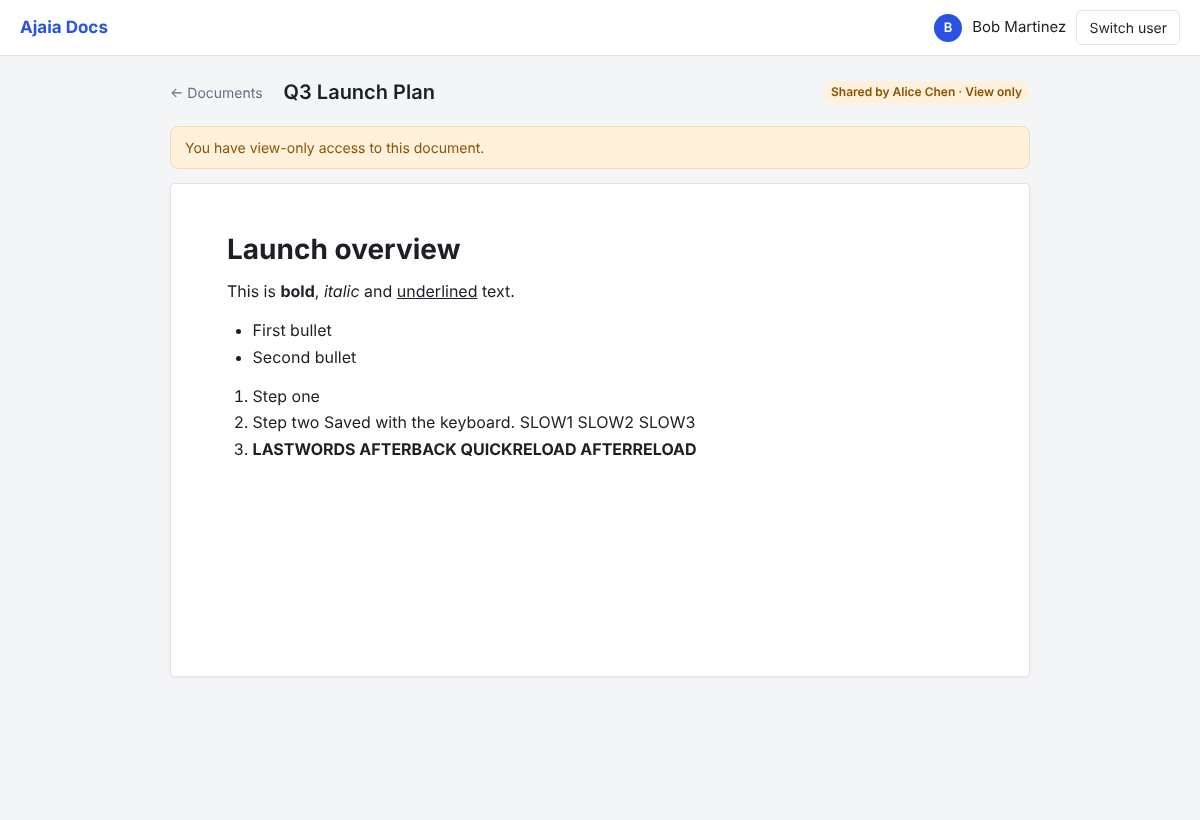 Ajaia Docs
B Bob Martinez Switch user
← Documents Q3 Launch Plan Shared by Alice Chen · View only
You have view-only access to this document.
Launch overview
This is bold, italic and underlined text.
• First bullet
• Second bullet
1. Step one
2. Step two Saved with the keyboard. SLOW1 SLOW2 SLOW3
3. LASTWORDS AFTERBACK QUICKRELOAD AFTERRELOAD